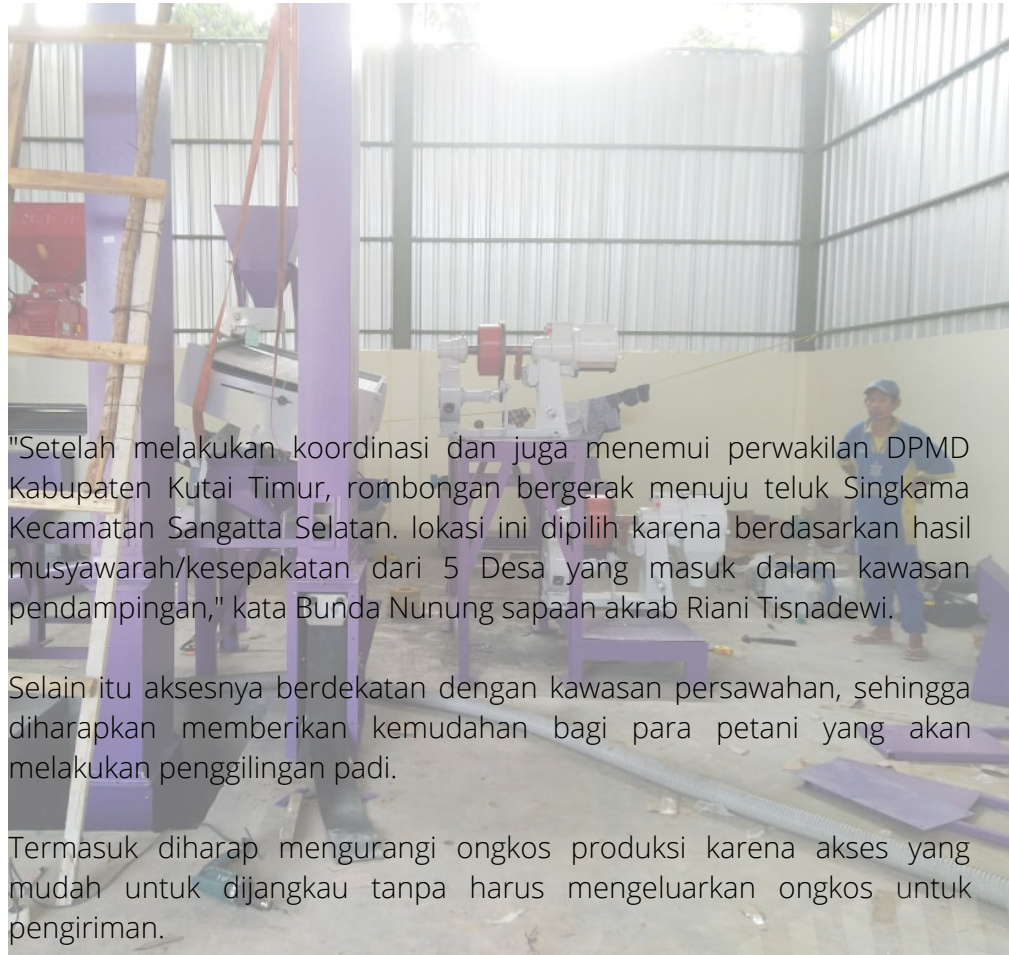 "Setelah melakukan koordinasi dan juga menemui perwakilan DPMD
Kabupaten Kutai Timur, rombongan bergerak menuju teluk Singkama
Kecamatan Sangatta Selatan. lokasi ini dipilih karena berdasarkan hasil
musyawarah/kesepakatan dari 5 Desa yang masuk dalam kawasan
pendampingan," kata Bunda Nunung sapaan akrab Riani Tisnadewi.
Selain itu aksesnya berdekatan dengan kawasan persawahan, sehingga
diharapkan memberikan kemudahan bagi para petani yang akan
melakukan penggilingan padi.
Termasuk diharap mengurangi ongkos produksi karena akses yang
mudah untuk dijangkau tanpa harus mengeluarkan ongkos untuk
pengiriman.